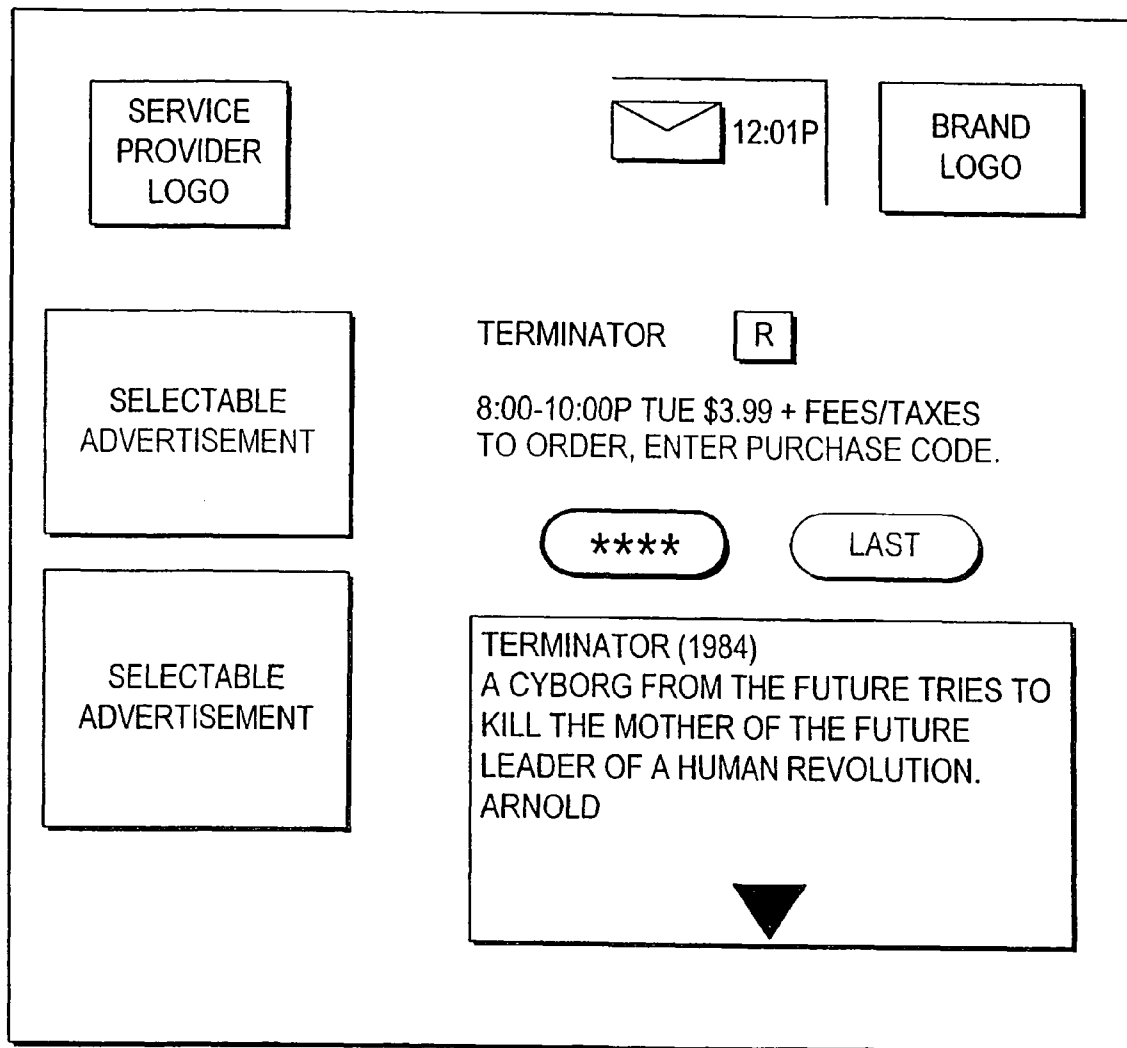 SERVICE
PROVIDER
LOGO
12:01P
BRAND
LOGO
SELECTABLE
ADVERTISEMENT
SELECTABLE
ADVERTISEMENT
TERMINATOR R
8:00-10:00P TUE $3.99 + FEES/TAXES
TO ORDER, ENTER PURCHASE CODE.
**** LAST
TERMINATOR (1984)
A CYBORG FROM THE FUTURE TRIES TO
KILL THE MOTHER OF THE FUTURE
LEADER OF A HUMAN REVOLUTION.
ARNOLD